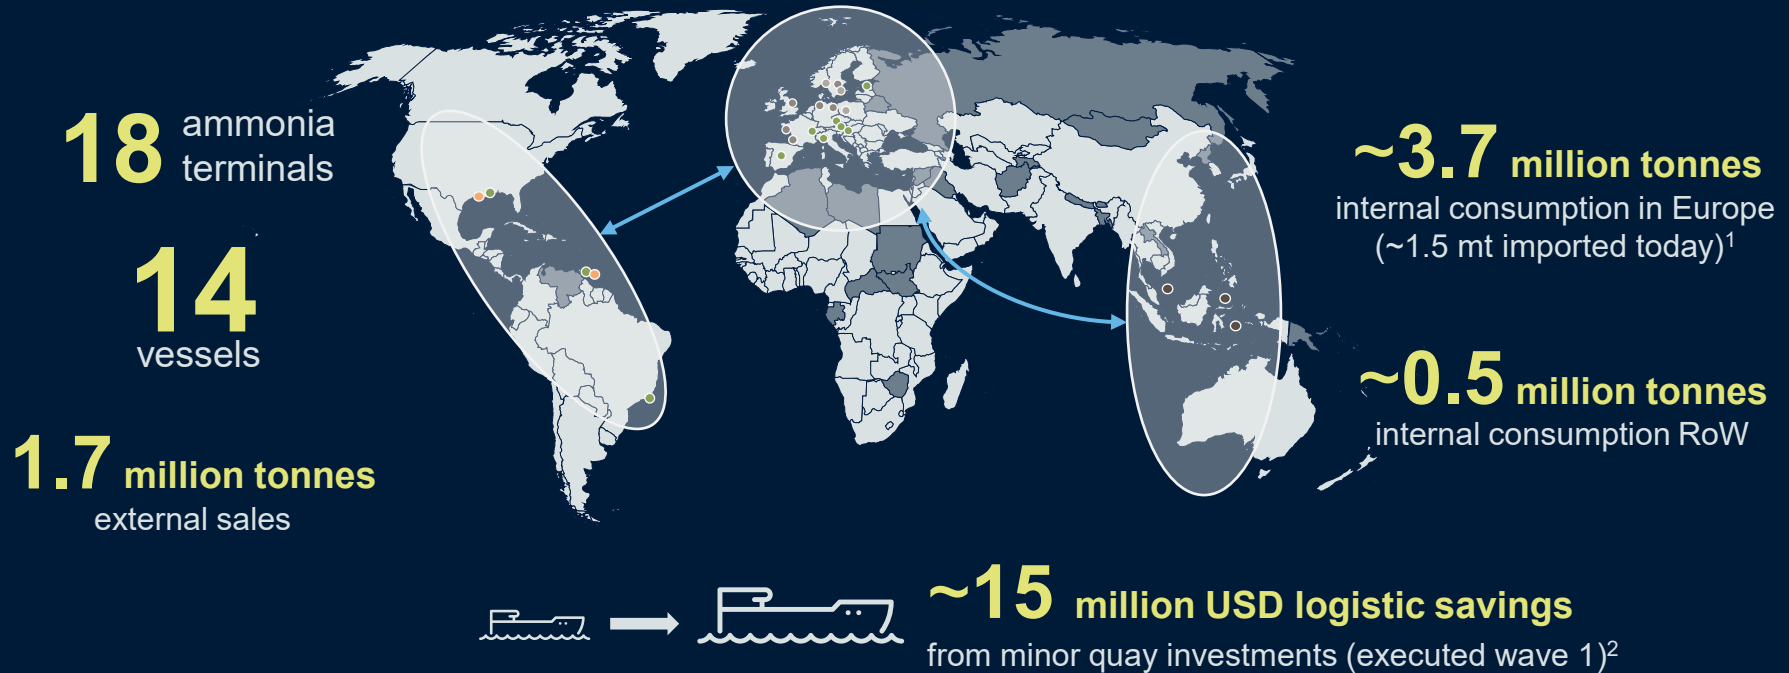 18 ammonia
terminals
14
vessels
1.7 million tonnes
external sales
~3.7 million tonnes
internal consumption in Europe
(~1.5 mt imported today)¹
~0.5 million tonnes
internal consumption RoW
~15 million USD logistic savings
from minor quay investments (executed wave 1)²